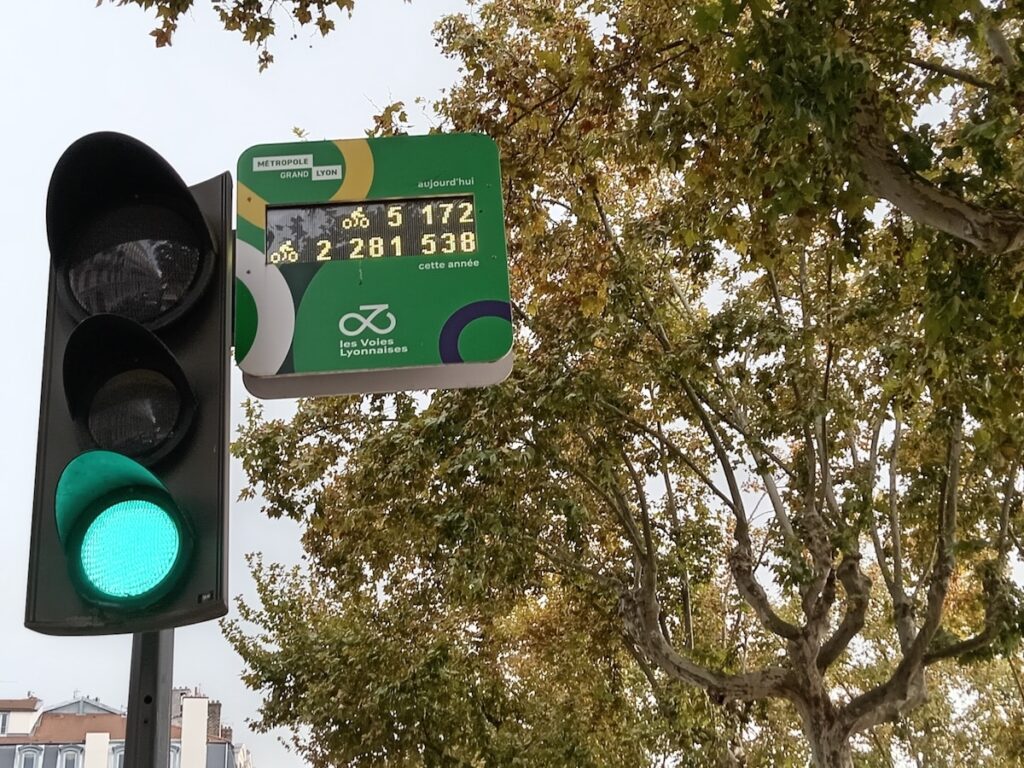 MÉTROPOLE
GRAND LYON
aujourd'hui
5 172
2 281 538
cette année
les Voies
Lyonnaises